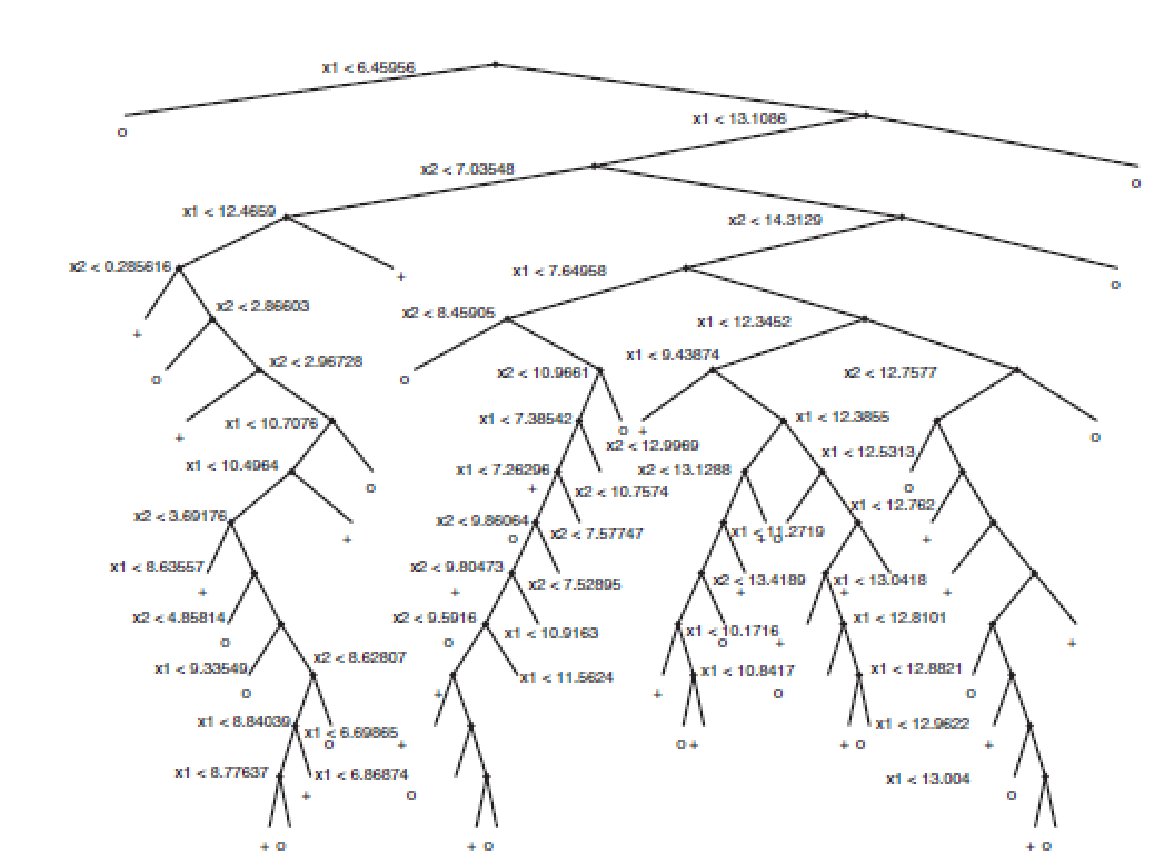 x1 < 6.45956
x1 < 13.1086
o
x2 < 7.03548
o
x1 < 12.4659
x2 < 14.3129
x2 < 0.285616
x1 < 7.64958
+
o
x2 < 2.86603
x2 < 8.45905
x1 < 12.3452
+
x1 < 9.43874
x2 < 2.96728
x2 < 10.9661
x2 < 12.7577
o
o
x1 < 10.7076
x1 < 7.38542
o +
x1 < 12.3855
+
x2 < 12.9969
o
x1 < 10.4964
x1 < 7.26296
x2 < 13.1288
x1 < 12.5313
o
+
x2 < 10.7574
o
x2 < 3.69176
x2 < 9.86064
x1 < 12.762
+
o
x2 < 7.57747
x1 < 11.2719
+ o
+
x1 < 8.63557
x2 < 9.80473
x2 < 7.52895
x2 < 13.4189
x1 < 13.0418
+
+
+
+
+
x2 < 4.85814
x2 < 9.5916
x1 < 10.9163
x1 < 10.1716
x1 < 12.8101
o
o
o
+
+
x1 < 9.33549
x2 < 8.62807
x1 < 11.5624
x1 < 10.8417
x1 < 12.8821
o
+
+
o
o
x1 < 8.84039
x1 < 6.69865
x1 < 12.9622
o
+
o +
+ o
+
x1 < 8.77637
x1 < 6.86874
x1 < 13.004
+
o
o
+ o
+ o
+ o